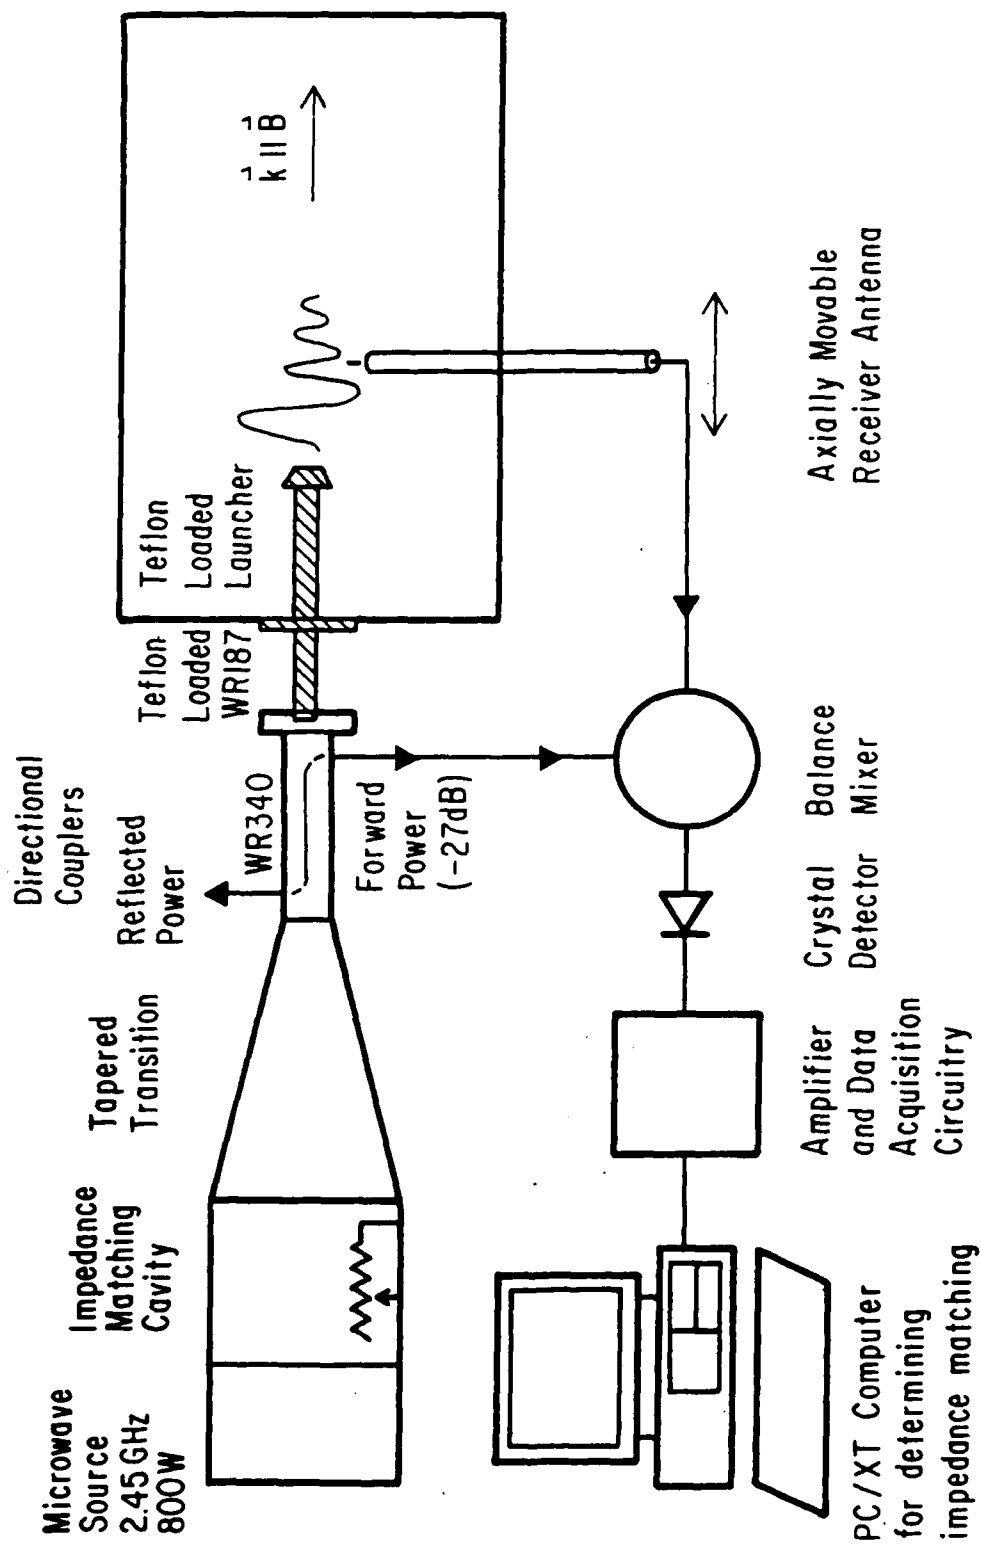 Microwave
Source
2.45 GHz
800W
Impedance
Matching
Cavity
Tapered
Transition
Directional
Couplers
Reflected
Power
WR340
Forward
Power
(-27dB)
Teflon
Loaded
WR187
Teflon
Loaded
Launcher
k⃗ || B⃗
Axially Movable
Receiver Antenna
Balance
Mixer
Crystal
Detector
Amplifier
and Data
Acquisition
Circuitry
PC/XT Computer
for determining
impedance matching